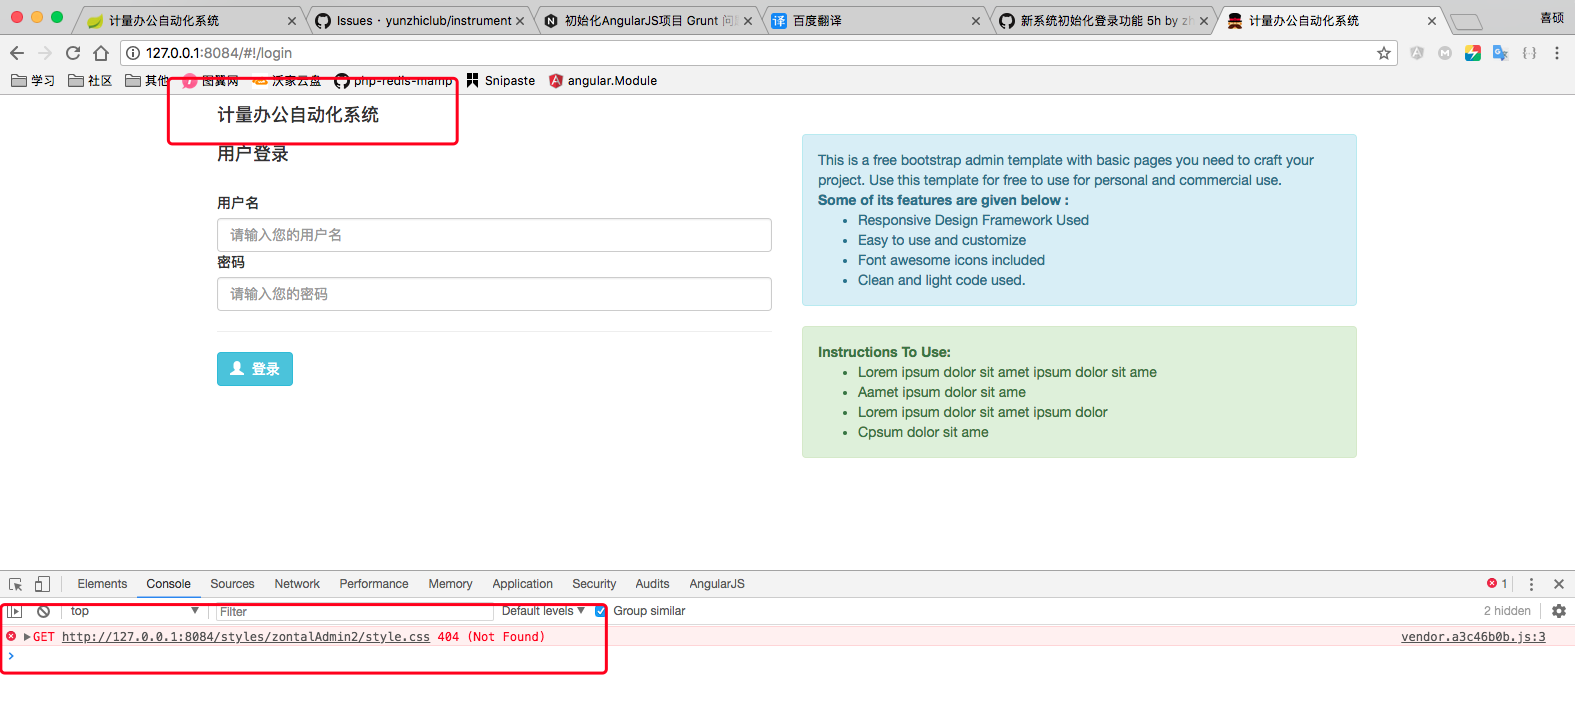 计量办公自动化系统
Issues · yunzhiclub/instrument
初始化AngularJS项目 Grunt 问
百度翻译
新系统初始化登录功能 5h by z
计量办公自动化系统
喜硕
127.0.0.1:8084/#!/login
学习 社区 其他 图翼网 沃家云盘 php-redis-mamp Snipaste angular.Module
计量办公自动化系统
用户登录
用户名
请输入您的用户名
密码
请输入您的密码
登录
This is a free bootstrap admin template with basic pages you need to craft your
project. Use this template for free to use for personal and commercial use.
Some of its features are given below :
• Responsive Design Framework Used
• Easy to use and customize
• Font awesome icons included
• Clean and light code used.
Instructions To Use:
• Lorem ipsum dolor sit amet ipsum dolor sit ame
• Aamet ipsum dolor sit ame
• Lorem ipsum dolor sit amet ipsum dolor
• Cpsum dolor sit ame
Elements Console Sources Network Performance Memory Application Security Audits AngularJS 1
top Filter Default levels Group similar 2 hidden
GET http://127.0.0.1:8084/styles/zontalAdmin2/style.css 404 (Not Found) vendor.a3c46b0b.js:3